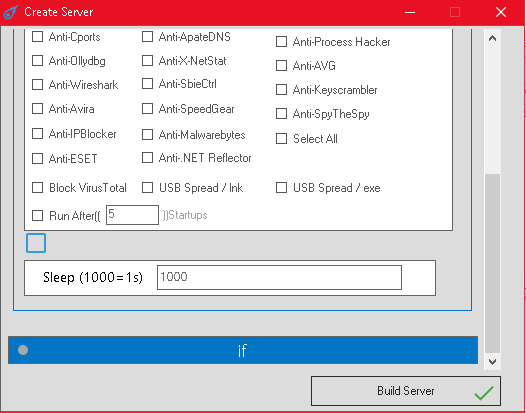 Create Server
Anti-Cports Anti-ApateDNS Anti-Process Hacker
Anti-Ollydbg Anti-X-NetStat Anti-AVG
Anti-Wireshark Anti-SbieCtrl Anti-Keyscrambler
Anti-Avira Anti-SpeedGear Anti-SpyTheSpy
Anti-IPBlocker Anti-Malwarebytes Select All
Anti-ESET Anti-.NET Reflector
Block VirusTotal USB Spread / lnk USB Spread / exe
Run After(( 5 ))Startups
Sleep (1000=1s) 1000
if
Build Server